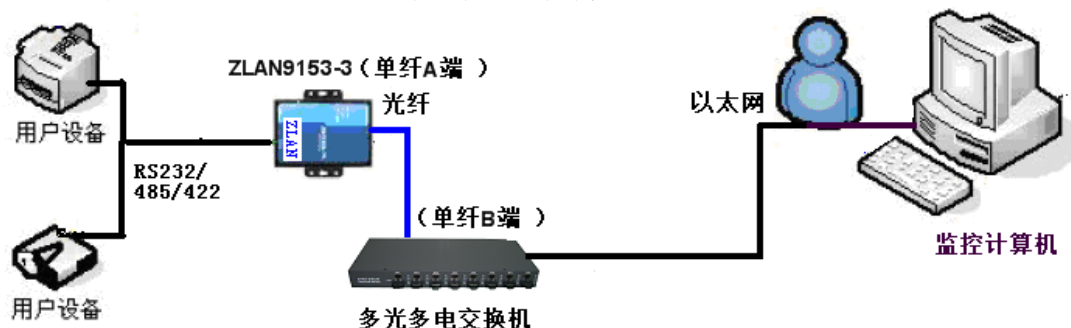 ZLAN9153-3（单纤A端 ）
光纤
以太网
用户设备
ZLAN
RS232/
485/422
（单纤B端 ）
监控计算机
用户设备
多光多电交换机